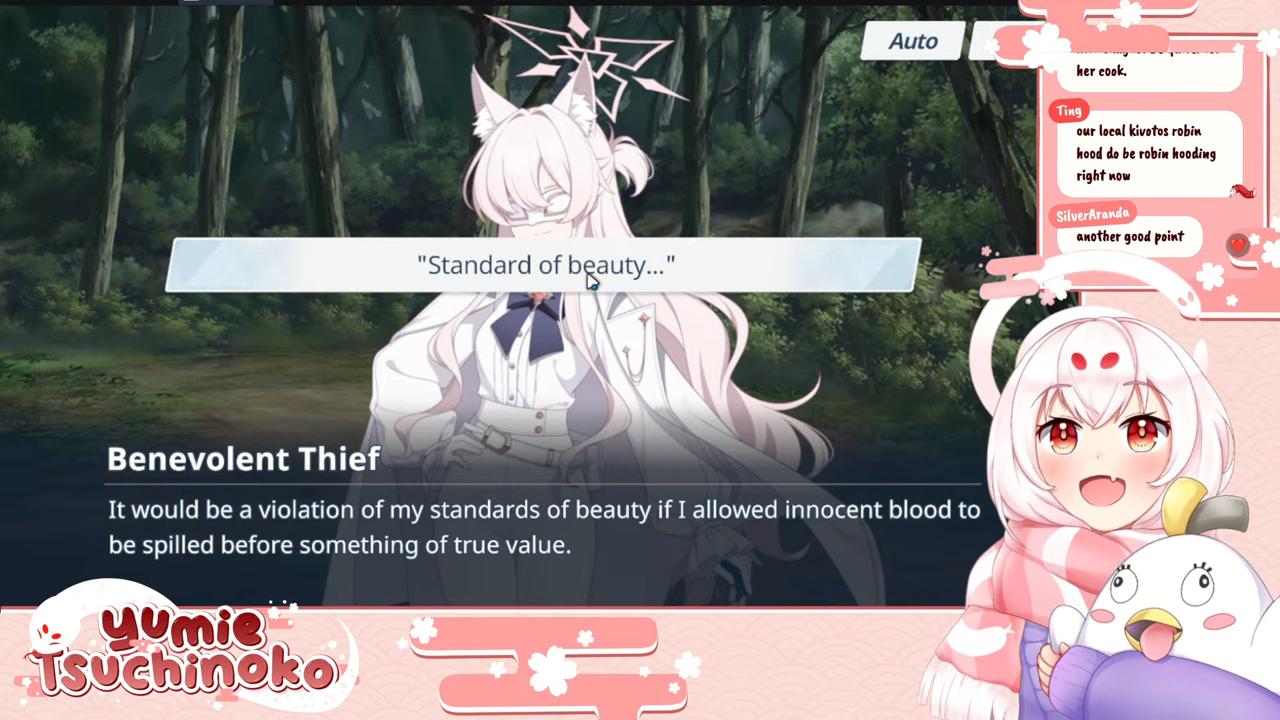 Auto
her cook.
Ting
our local kivotos robin
hood do be robin hooding
right now
SilverAranda
another good point
"Standard of beauty..."
Benevolent Thief
It would be a violation of my standards of beauty if I allowed innocent blood to
be spilled before something of true value.
yumie
Tsuchinoko